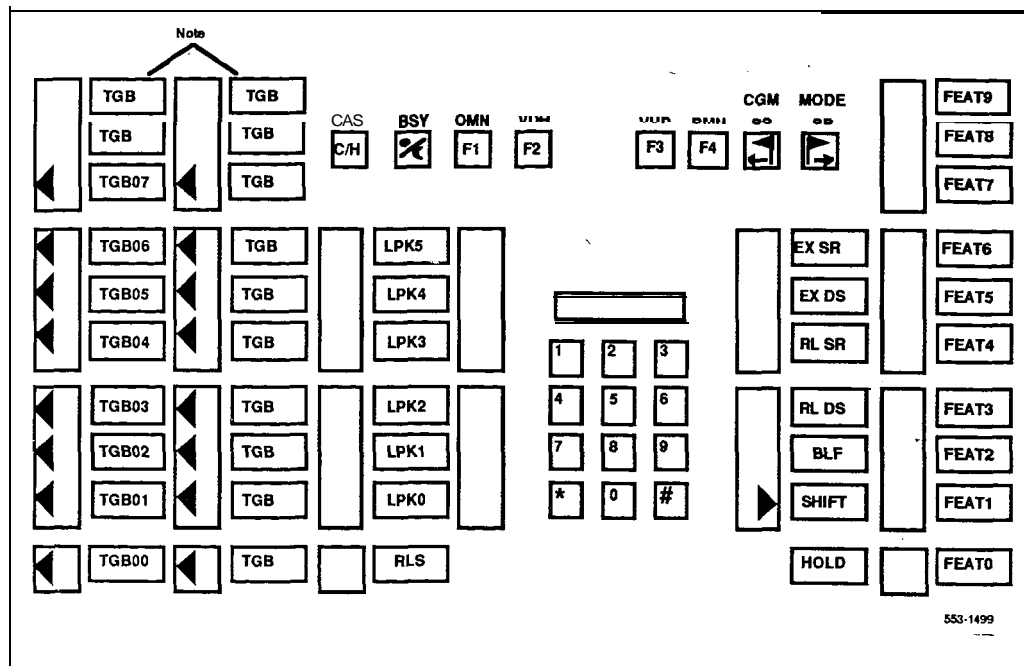 Note
TGB TGB FEAT9
CGM MODE
CAS BSY OMN
TGB TGB FEAT8
C/H F1 F2 F3 F4
TGB07 TGB FEAT7
TGB06 TGB LPK5 EX SR FEAT6
TGB05 TGB LPK4 EX DS FEAT5
TGB04 TGB LPK3 RL SR FEAT4
1 2 3
TGB03 TGB LPK2 4 5 6 RL DS FEAT3
TGB02 TGB LPK1 7 8 9 BLF FEAT2
TGB01 TGB LPK0 * 0 # SHIFT FEAT1
TGB00 TGB RLS HOLD FEAT0
553-1499